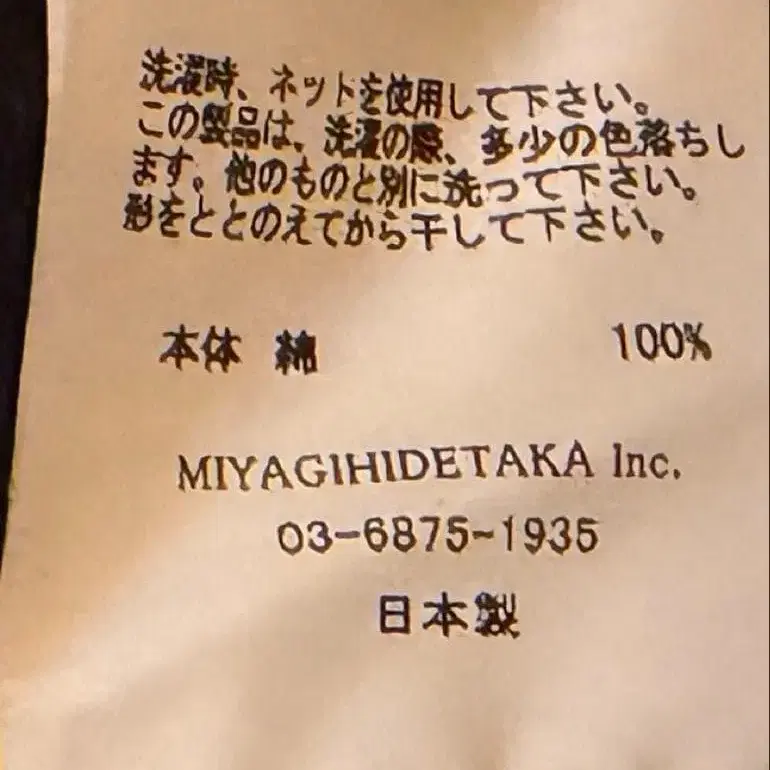 洗濯時、ネットを使用して下さい。
この製品は、洗濯の際、多少の色落ちし
ます。他のものと別に洗って下さい。
形をととのえてから干して下さい。
本体 綿 100%
MIYAGIHIDETAKA Inc.
03-6875-1935
日本製